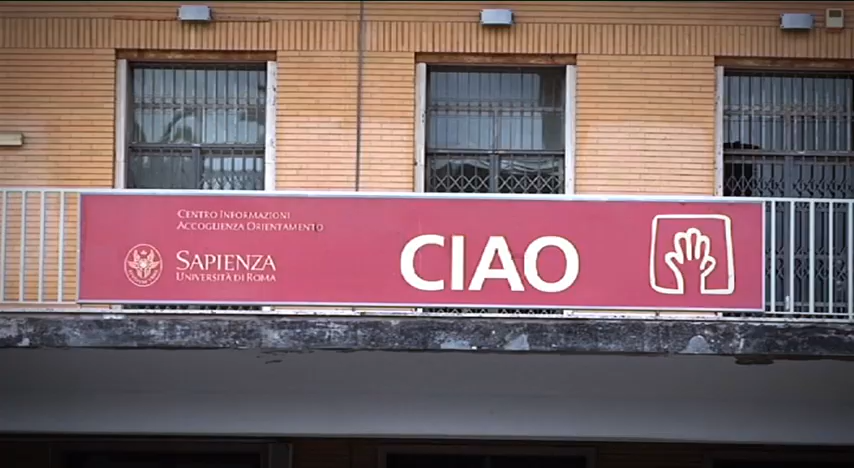 CENTRO INFORMAZIONI
ACCOGLIENZA ORIENTAMENTO
SAPIENZA
UNIVERSITÀ DI ROMA
CIAO